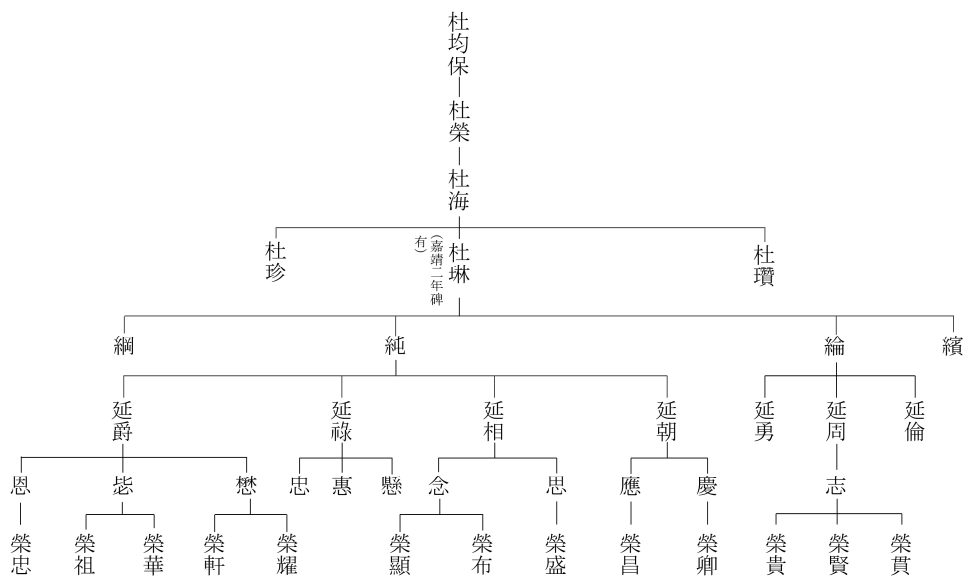 杜均保
杜榮
杜海
杜珍
杜琳
（嘉靖二年碑有）
杜瓚
綱
純
綸
繽
延爵
延祿
延相
延朝
延勇
延周
延倫
恩
毖
懋
忠
惠
懸
念
思
應
慶
志
榮忠
榮祖
榮華
榮軒
榮耀
榮顯
榮布
榮盛
榮昌
榮卿
榮貴
榮賢
榮貫